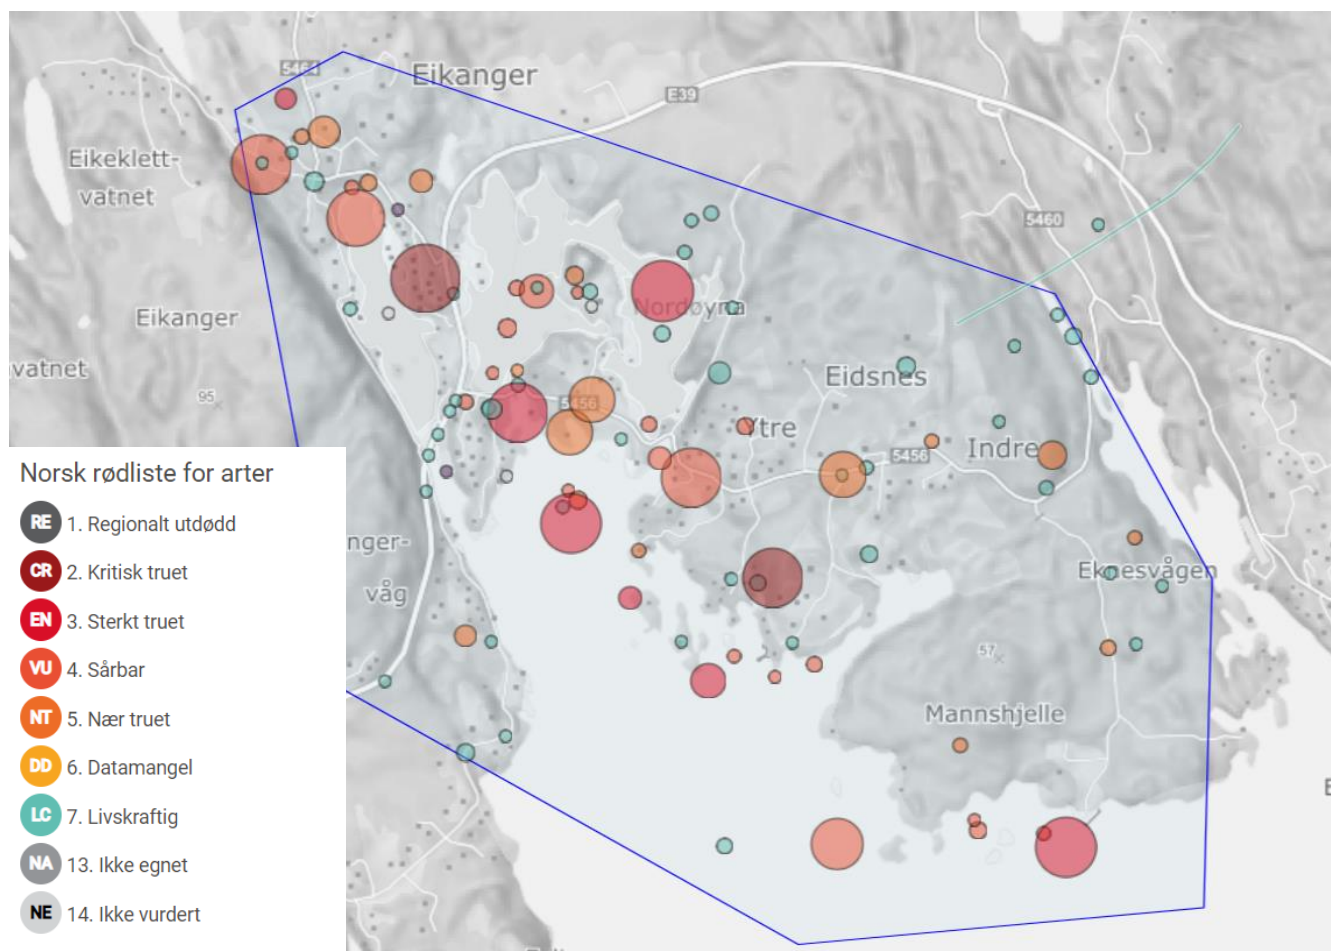 5464
Eikanger
E39
Eikeklett-
vatnet
5460
Eikanger
Nordøyna
vatnet
Eidsnes
95
5456
Ytre
Indre
5456
Norsk rødliste for arter
RE 1. Regionalt utdødd
CR 2. Kritisk truet
EN 3. Sterkt truet
VU 4. Sårbar
NT 5. Nær truet
DD 6. Datamangel
LC 7. Livskraftig
NA 13. Ikke egnet
NE 14. Ikke vurdert
nger-
våg
Eknesvågen
57
Mannshjelle